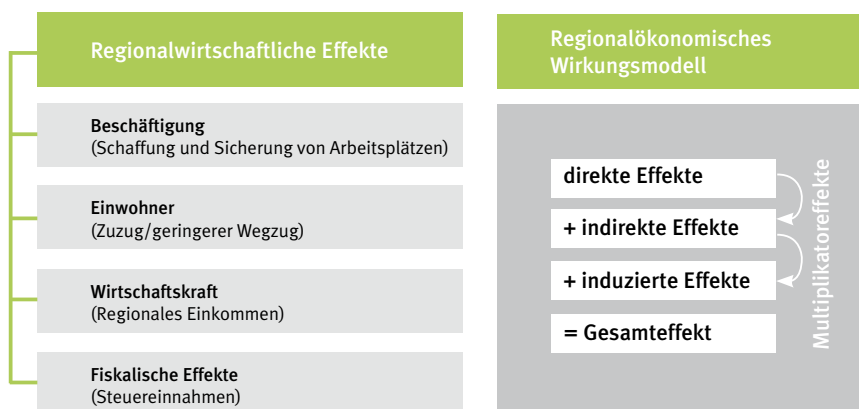 Regionalwirtschaftliche Effekte
Beschäftigung
(Schaffung und Sicherung von Arbeitsplätzen)
Einwohner
(Zuzug/geringerer Wegzug)
Wirtschaftskraft
(Regionales Einkommen)
Fiskalische Effekte
(Steuereinnahmen)
Regionalökonomisches
Wirkungsmodell
direkte Effekte
+ indirekte Effekte
+ induzierte Effekte
= Gesamteffekt
Multiplikatoreffekte